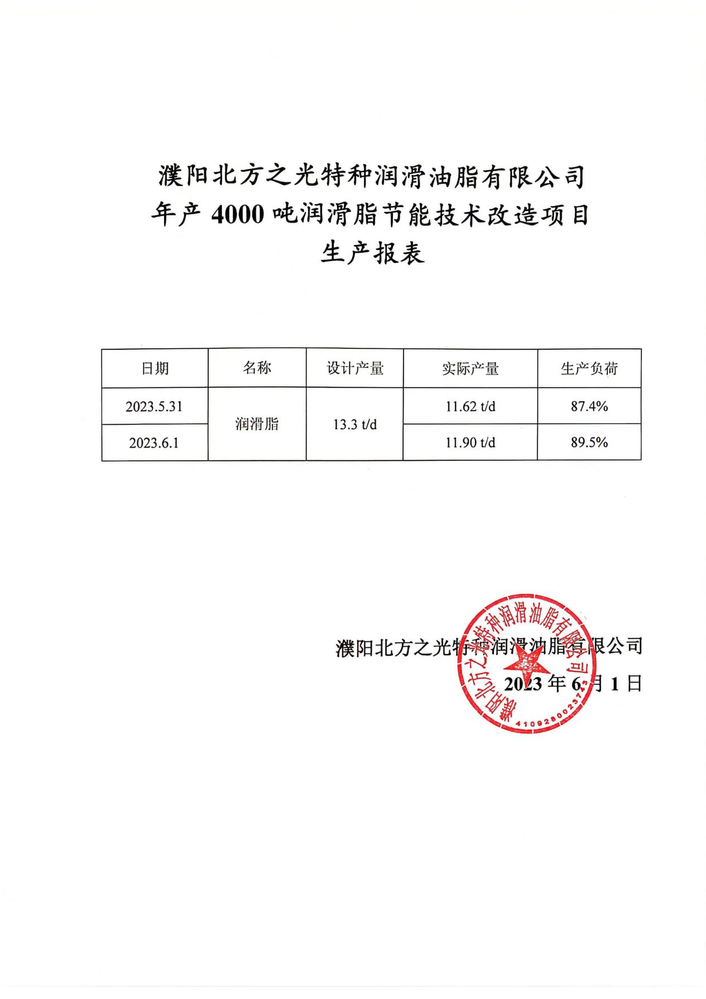 濮阳北方之光特种润滑油脂有限公司
年产 4000 吨润滑脂节能技术改造项目
生产报表
日期 名称 设计产量 实际产量 生产负荷
2023.5.31 润滑脂 13.3 t/d 11.62 t/d 87.4%
2023.6.1 11.90 t/d 89.5%
濮阳北方之光特种润滑油脂有限公司
2023 年 6 月 1 日
濮阳北方之光特种润滑油脂有限公司
4109280023743